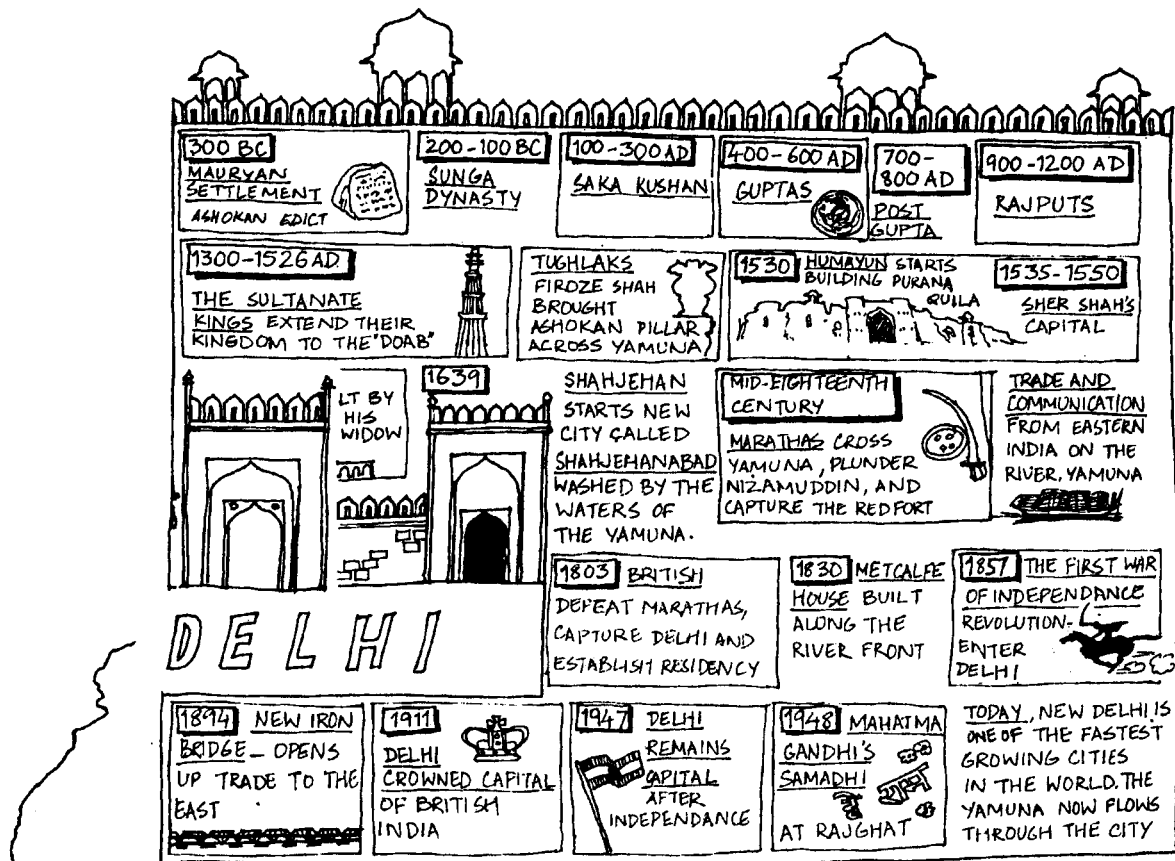 300 BC
MAURYAN
SETTLEMENT
ASHOKAN EDICT
200-100 BC
SUNGA
DYNASTY
100-300 AD
SAKA KUSHAN
400-600 AD
GUPTAS
700-
800 AD
POST
GUPTA
900-1200 AD
RAJPUTS
1300-1526 AD
THE SULTANATE
KINGS EXTEND THEIR
KINGDOM TO THE "DOAB"
TUGHLAKS
FIROZE SHAH
BROUGHT
ASHOKAN PILLAR
ACROSS YAMUNA
1530 HUMAYUN STARTS
BUILDING PURANA
QUILA
1535-1550
SHER SHAH'S
CAPITAL
LT BY
HIS
WIDOW
1639
SHAHJEHAN
STARTS NEW
CITY CALLED
SHAHJEHANABAD
WASHED BY THE
WATERS OF
THE YAMUNA.
MID-EIGHTEENTH
CENTURY
MARATHAS CROSS
YAMUNA, PLUNDER
NIZAMUDDIN, AND
CAPTURE THE RED FORT
TRADE AND
COMMUNICATION
FROM EASTERN
INDIA ON THE
RIVER, YAMUNA
DELHI
1803 BRITISH
DEFEAT MARATHAS,
CAPTURE DELHI AND
ESTABLISH RESIDENCY
1830 METCALFE
HOUSE BUILT
ALONG THE
RIVER FRONT
1857 THE FIRST WAR
OF INDEPENDANCE
REVOLUTION-
ENTER
DELHI
1894 NEW IRON
BRIDGE - OPENS
UP TRADE TO THE
EAST
1911
DELHI
CROWNED CAPITAL
OF BRITISH
INDIA
1947 DELHI
REMAINS
CAPITAL
AFTER
INDEPENDANCE
1948 MAHATMA
GANDHI'S
SAMADHI
AT RAJGHAT
TODAY, NEW DELHI IS
ONE OF THE FASTEST
GROWING CITIES
IN THE WORLD. THE
YAMUNA NOW FLOWS
THROUGH THE CITY